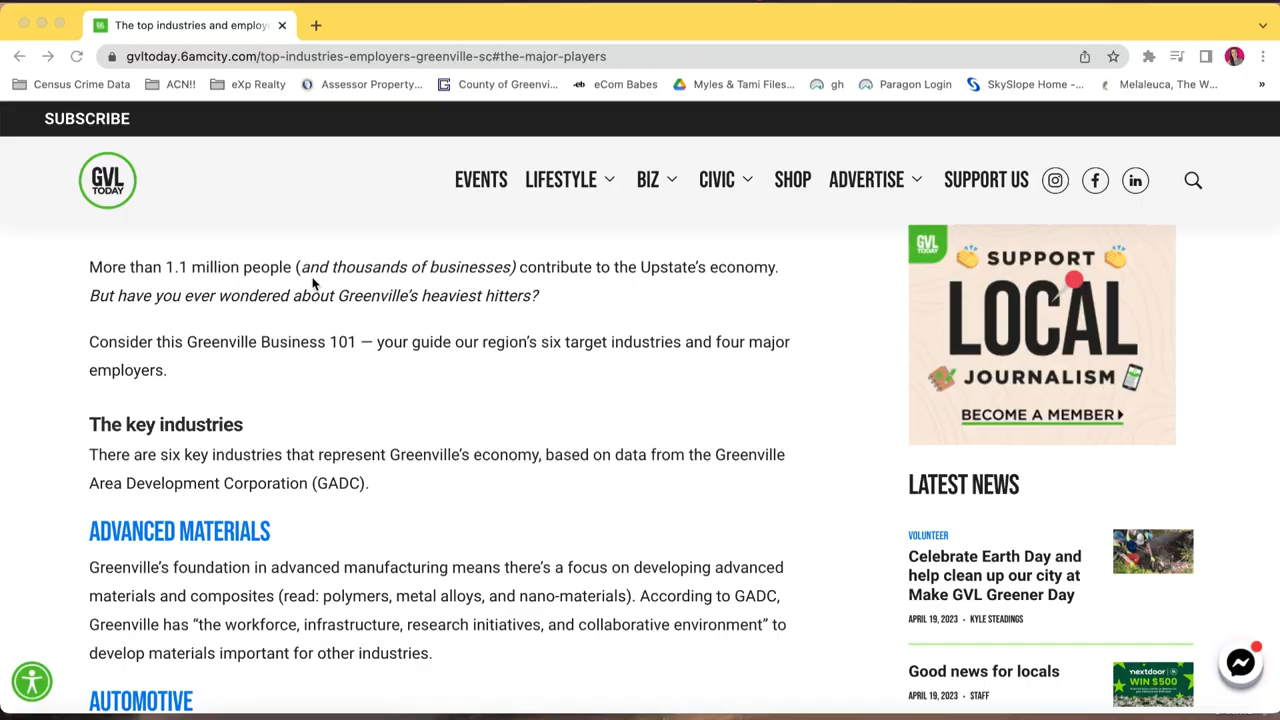 The top industries and employ
gvltoday.6amcity.com/top-industries-employers-greenville-sc#the-major-players
Census Crime Data
ACN!!
eXp Realty
Assessor Property...
County of Greenvi...
eCom Babes
Myles & Tami Files...
gh
Paragon Login
SkySlope Home -...
Melaleuca, The W...
»
SUBSCRIBE
GVL
TODAY
EVENTS
LIFESTYLE
BIZ
CIVIC
SHOP
ADVERTISE
SUPPORT US
More than 1.1 million people (and thousands of businesses) contribute to the Upstate's economy.
But have you ever wondered about Greenville's heaviest hitters?
Consider this Greenville Business 101 — your guide our region's six target industries and four major
employers.
The key industries
There are six key industries that represent Greenville's economy, based on data from the Greenville
Area Development Corporation (GADC).
ADVANCED MATERIALS
Greenville's foundation in advanced manufacturing means there's a focus on developing advanced
materials and composites (read: polymers, metal alloys, and nano-materials). According to GADC,
Greenville has “the workforce, infrastructure, research initiatives, and collaborative environment” to
develop materials important for other industries.
AUTOMOTIVE
GVL
TODAY
SUPPORT
LOCAL
JOURNALISM
BECOME A MEMBER
LATEST NEWS
VOLUNTEER
Celebrate Earth Day and
help clean up our city at
Make GVL Greener Day
APRIL 19, 2023 • KYLE STEADINGS
Good news for locals
APRIL 19, 2023 • STAFF
nextdoor
WIN $500